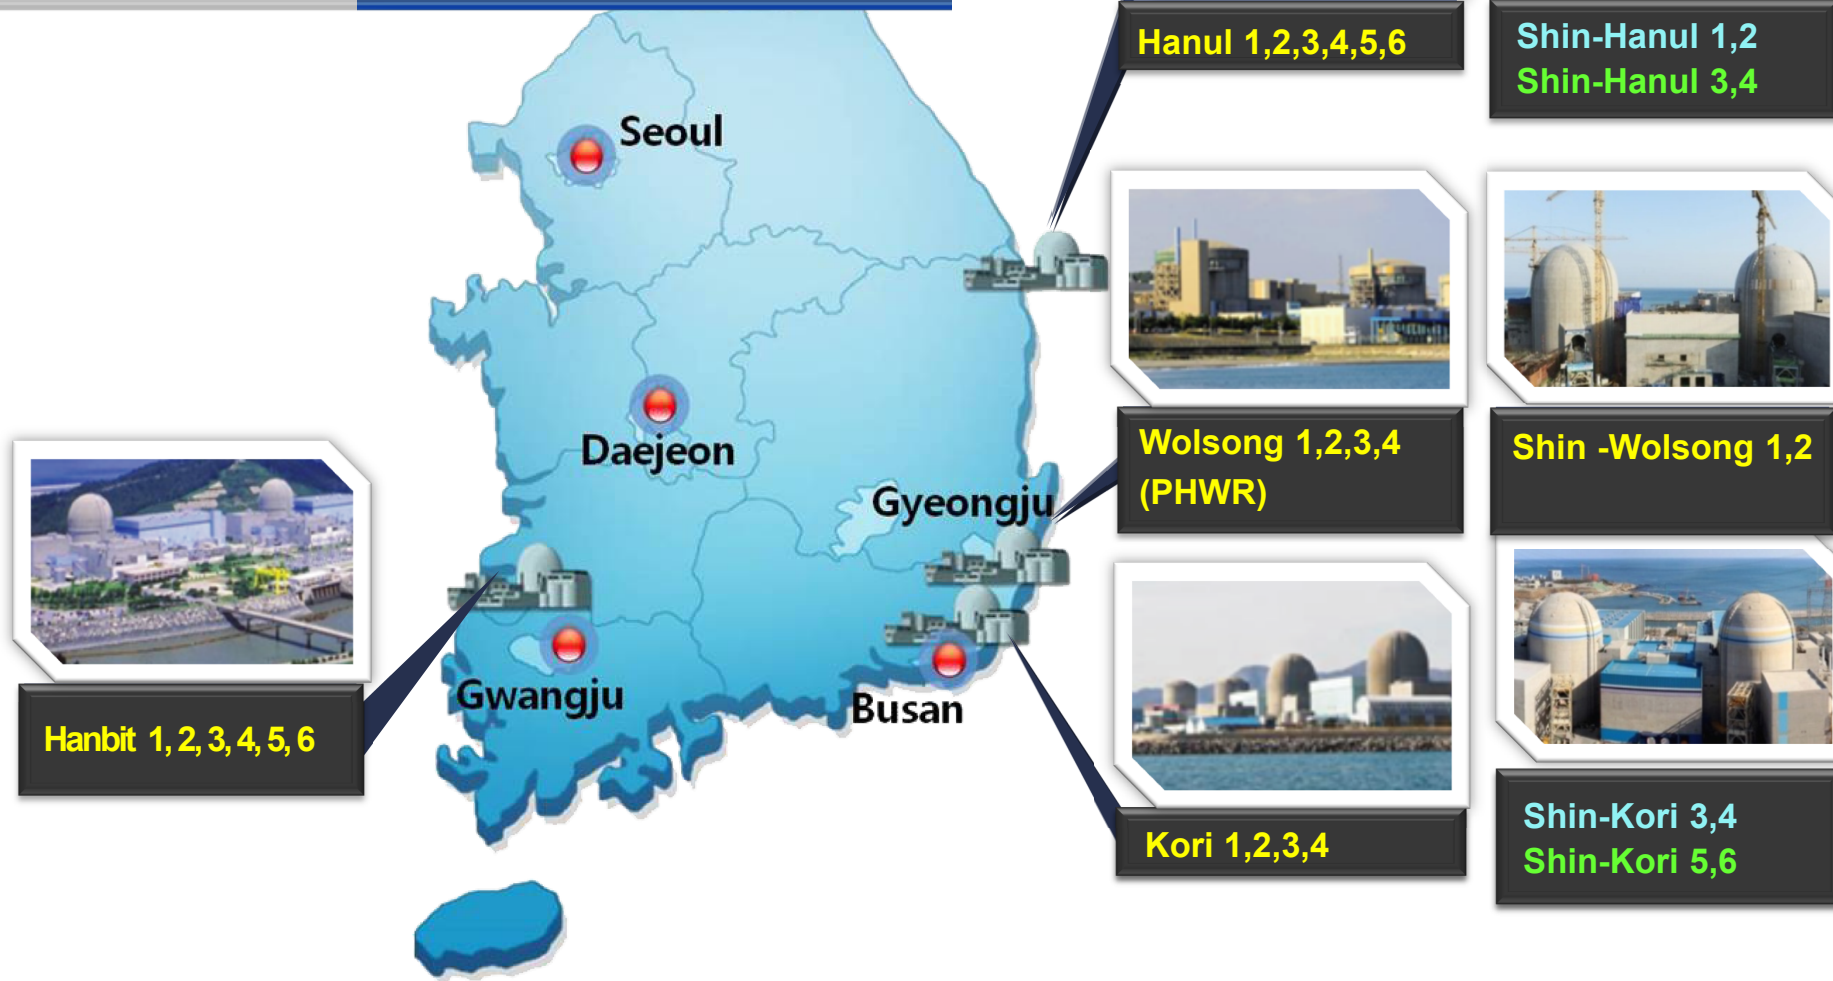 Hanul 1,2,3,4,5,6
Shin-Hanul 1,2
Shin-Hanul 3,4
Seoul
Daejeon
Wolsong 1,2,3,4
(PHWR)
Shin -Wolsong 1,2
Gyeongju
Gwangju
Busan
Hanbit 1, 2, 3, 4, 5, 6
Kori 1,2,3,4
Shin-Kori 3,4
Shin-Kori 5,6